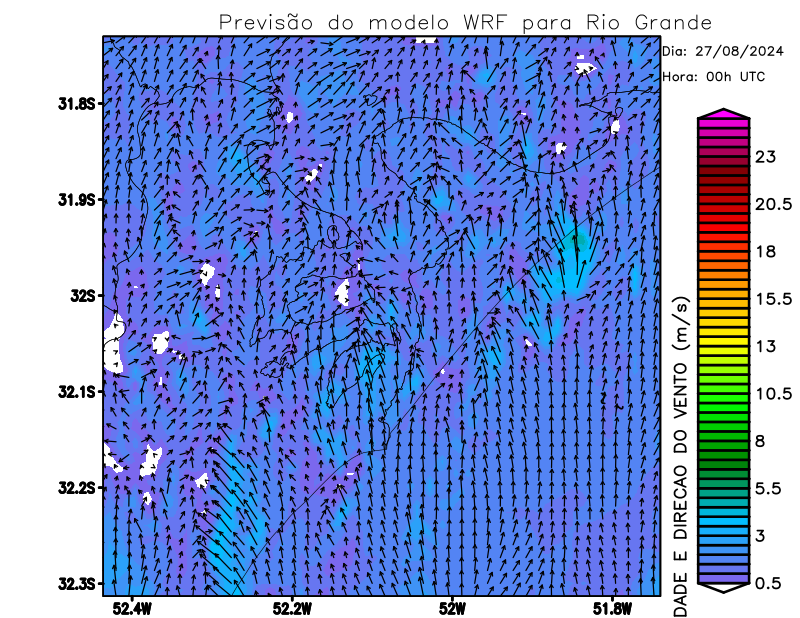 Previsão do modelo WRF para Rio Grande
Dia: 27/08/2024
Hora: 00h UTC
31.8S
31.9S
32S
32.1S
32.2S
32.3S
52.4W
52.2W
52W
51.8W
23
20.5
18
15.5
13
10.5
8
5.5
3
0.5
DADE E DIRECAO DO VENTO (m/s)